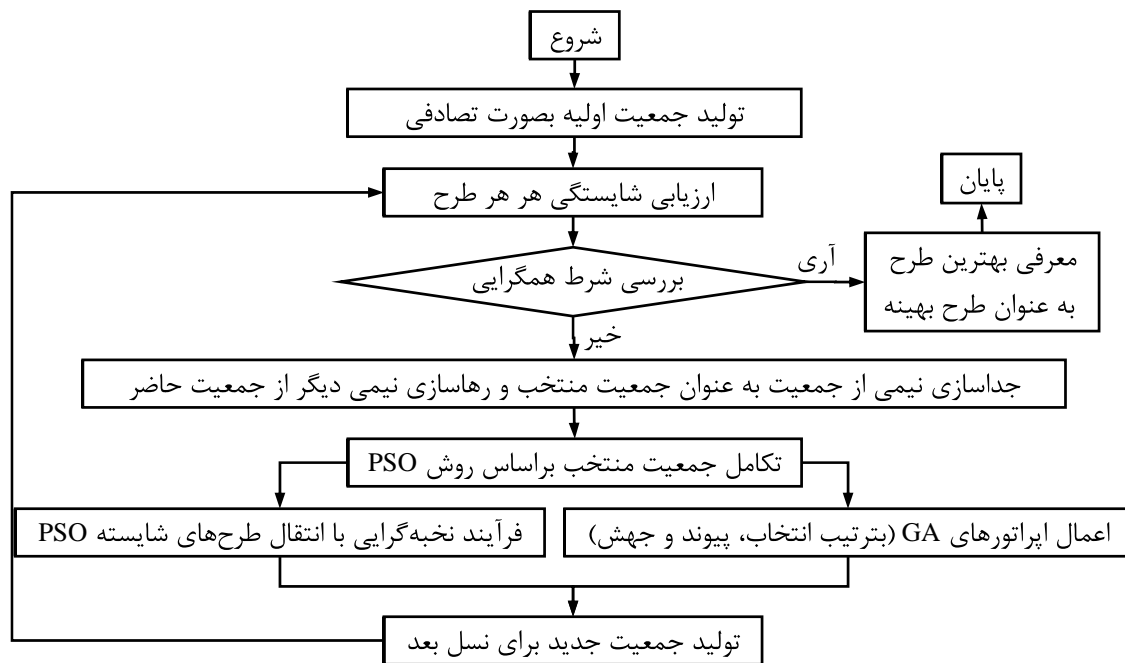 شروع
تولید جمعیت اولیه بصورت تصادفی
ارزیابی شایستگی هر هر طرح
پایان
بررسی شرط همگرایی
آری
معرفی بهترین طرح
به عنوان طرح بهینه
خیر
جداسازی نیمی از جمعیت به عنوان جمعیت منتخب و رهاسازی نیمی دیگر از جمعیت حاضر
تکامل جمعیت منتخب براساس روش PSO
اعمال اپراتورهای GA (بترتیب انتخاب، پیوند و جهش)
فرآیند نخبه‌گرایی با انتقال طرح‌های شایسته PSO
تولید جمعیت جدید برای نسل بعد